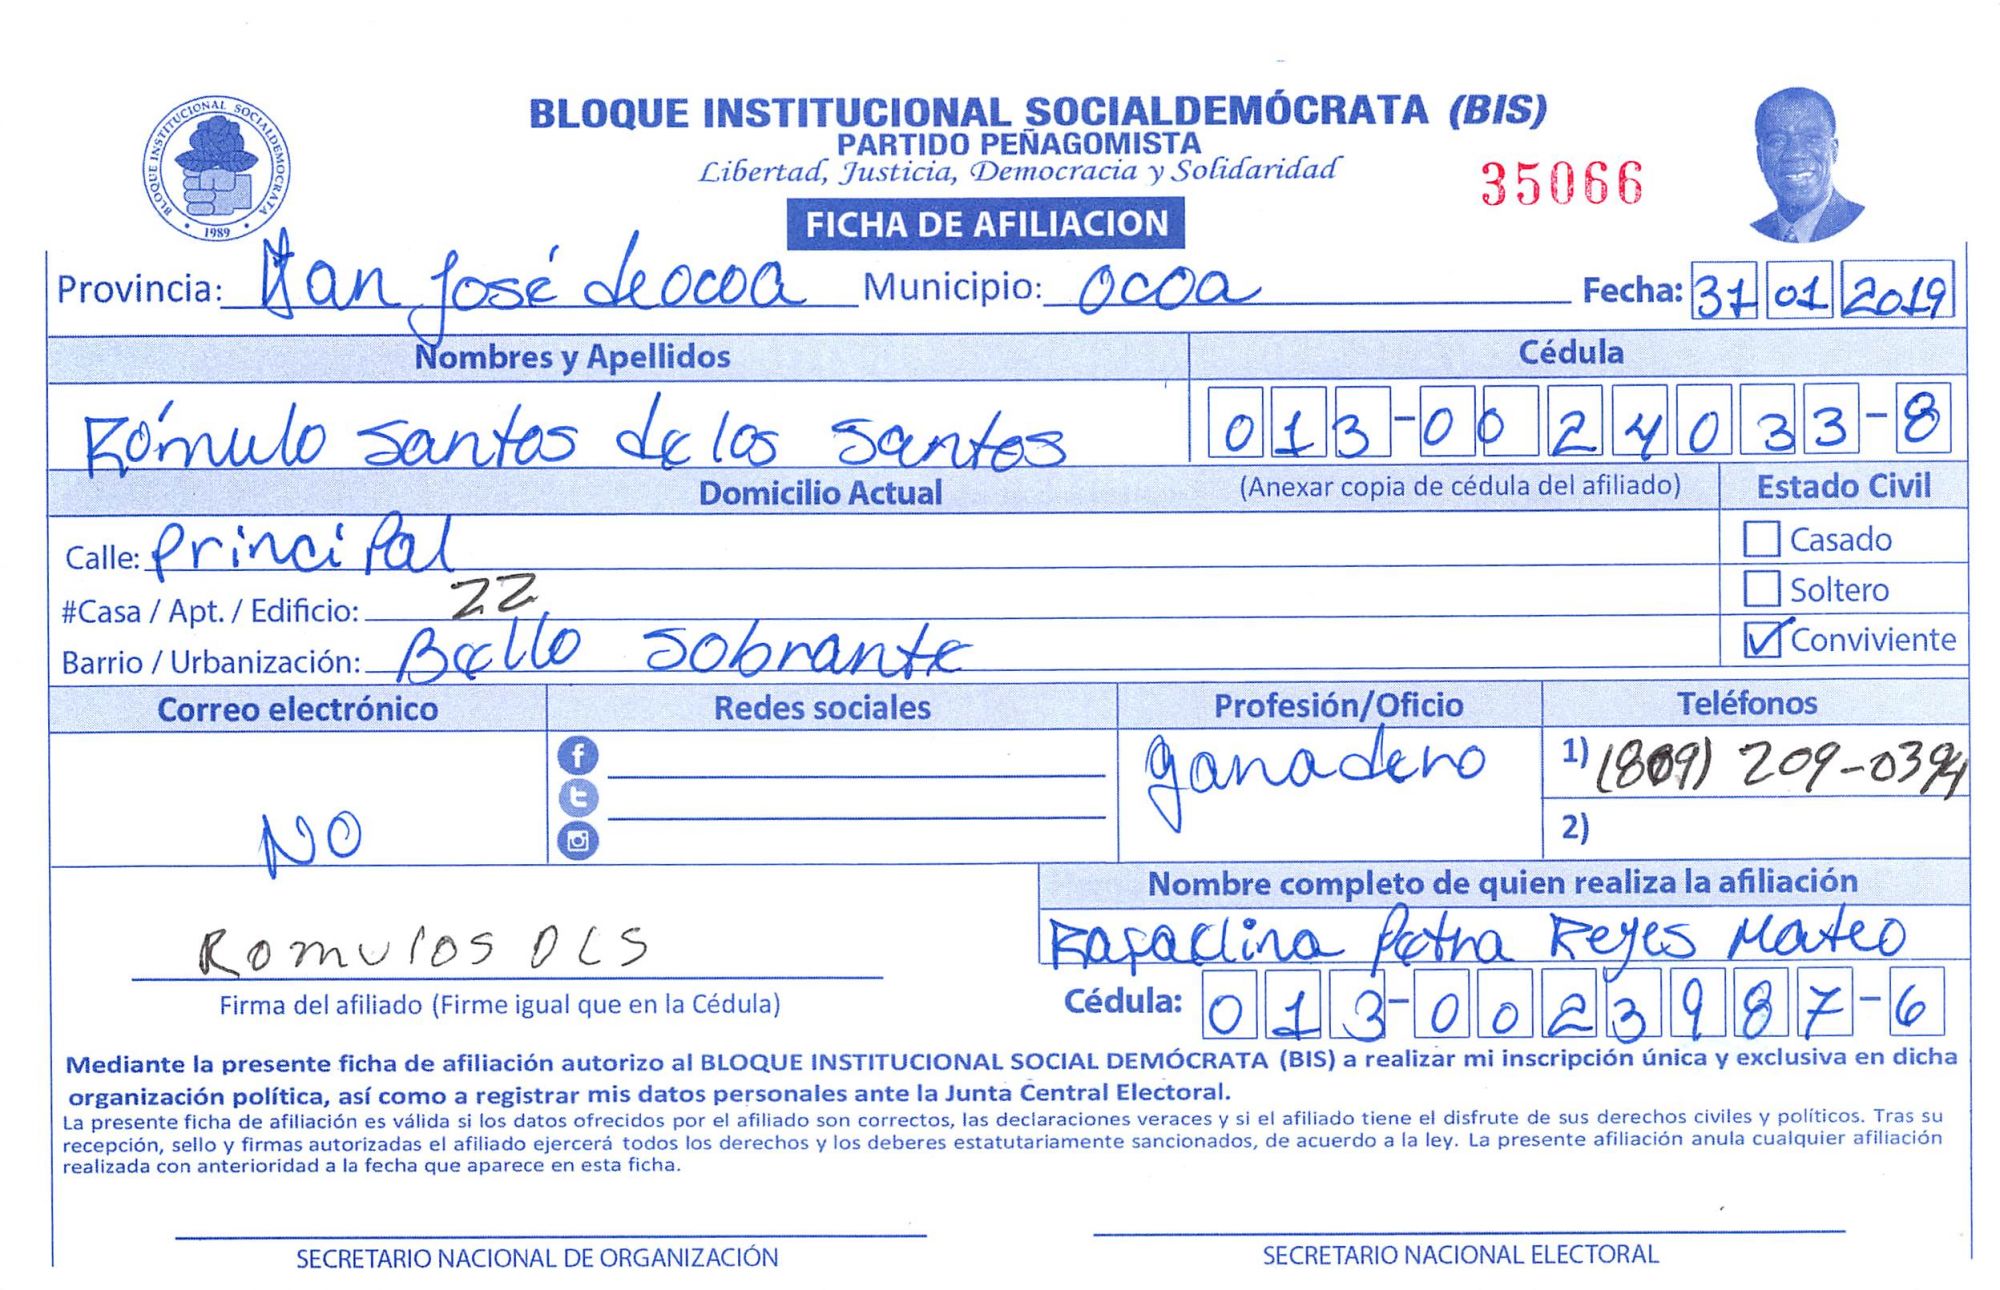 BLOQUE INSTITUCIONAL SOCIALDEMOCRATA
1989
BLOQUE INSTITUCIONAL SOCIALDEMÓCRATA (BIS)
PARTIDO PEÑAGOMISTA
Libertad, Justicia, Democracia y Solidaridad
35066
FICHA DE AFILIACION
Provincia: San José de ocoa Municipio: ocoa Fecha: 31 01 2019
Nombres y Apellidos Cédula
Rómulo santos de los santos 013-0024033-8
Domicilio Actual (Anexar copia de cédula del afiliado) Estado Civil
Calle: principal Casado
#Casa / Apt. / Edificio: 22 Soltero
Barrio / Urbanización: Bello sobrante Conviviente
Correo electrónico Redes sociales Profesión/Oficio Teléfonos
NO ganadero 1) (809) 209-0394
2)
Nombre completo de quien realiza la afiliación
Romulos DLS Rafaelina Petra Reyes Mateo
Firma del afiliado (Firme igual que en la Cédula) Cédula: 013-0023987-6
Mediante la presente ficha de afiliación autorizo al BLOQUE INSTITUCIONAL SOCIAL DEMÓCRATA (BIS) a realizar mi inscripción única y exclusiva en dicha
organización política, así como a registrar mis datos personales ante la Junta Central Electoral.
La presente ficha de afiliación es válida si los datos ofrecidos por el afiliado son correctos, las declaraciones veraces y si el afiliado tiene el disfrute de sus derechos civiles y políticos. Tras su
recepción, sello y firmas autorizadas el afiliado ejercerá todos los derechos y los deberes estatutariamente sancionados, de acuerdo a la ley. La presente afiliación anula cualquier afiliación
realizada con anterioridad a la fecha que aparece en esta ficha.
SECRETARIO NACIONAL DE ORGANIZACIÓN SECRETARIO NACIONAL ELECTORAL